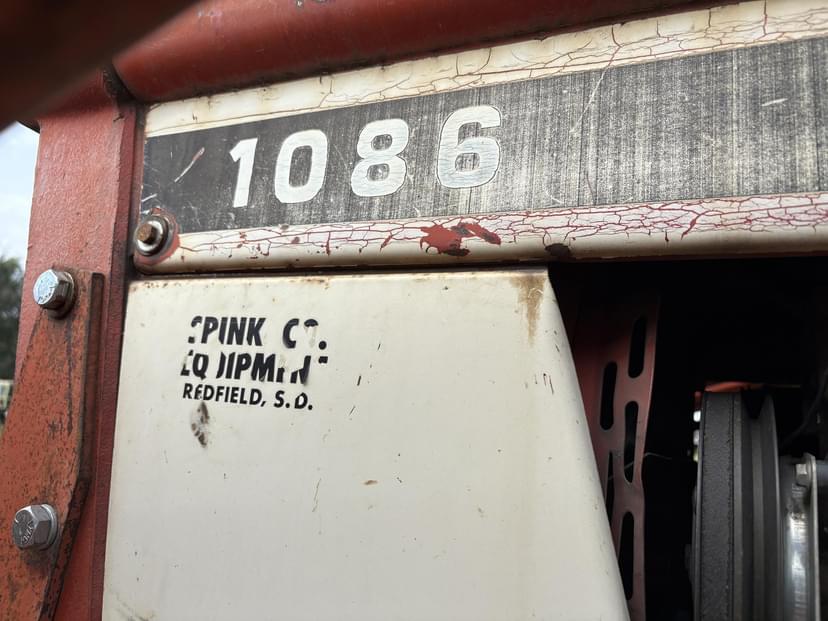 1086
SPINK CO.
EQUIPMENT
REDFIELD, S.D.